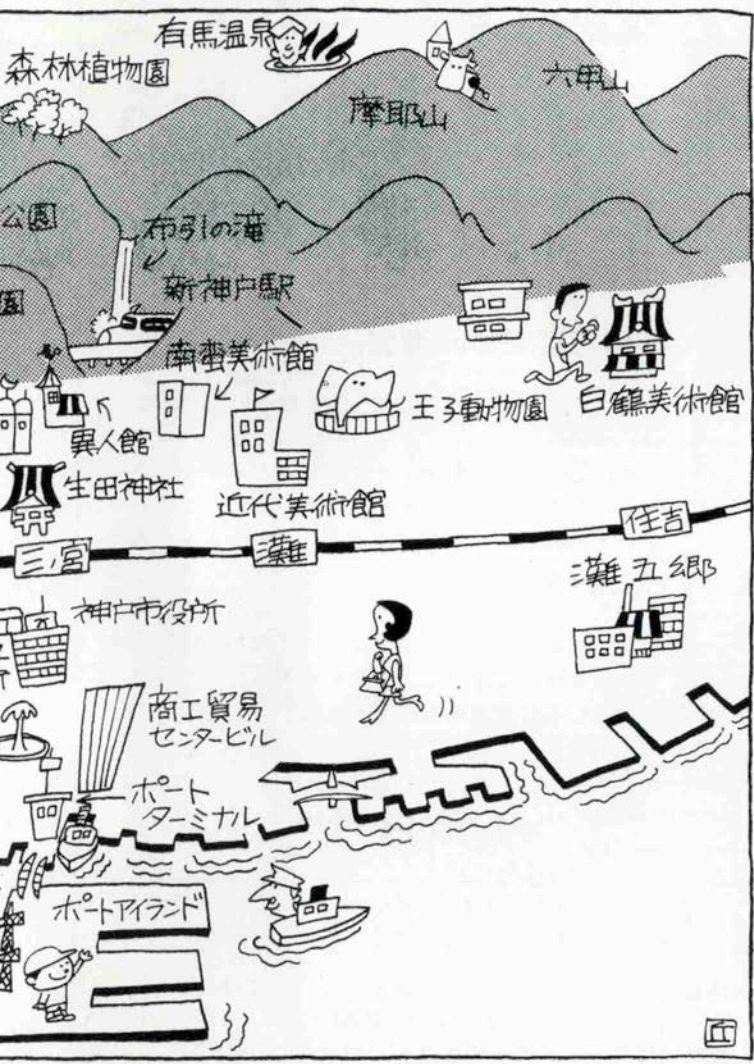 有馬温泉
森林植物園
六甲山
摩耶山
公園
布引の滝
新神戸駅
園
南蛮美術館
王子動物園
白鶴美術館
異人館
生田神社
近代美術館
住吉
三ノ宮
灘
灘五郷
神戸市役所
商工貿易
センタービル
ポート
ターミナル
ポートアイランド